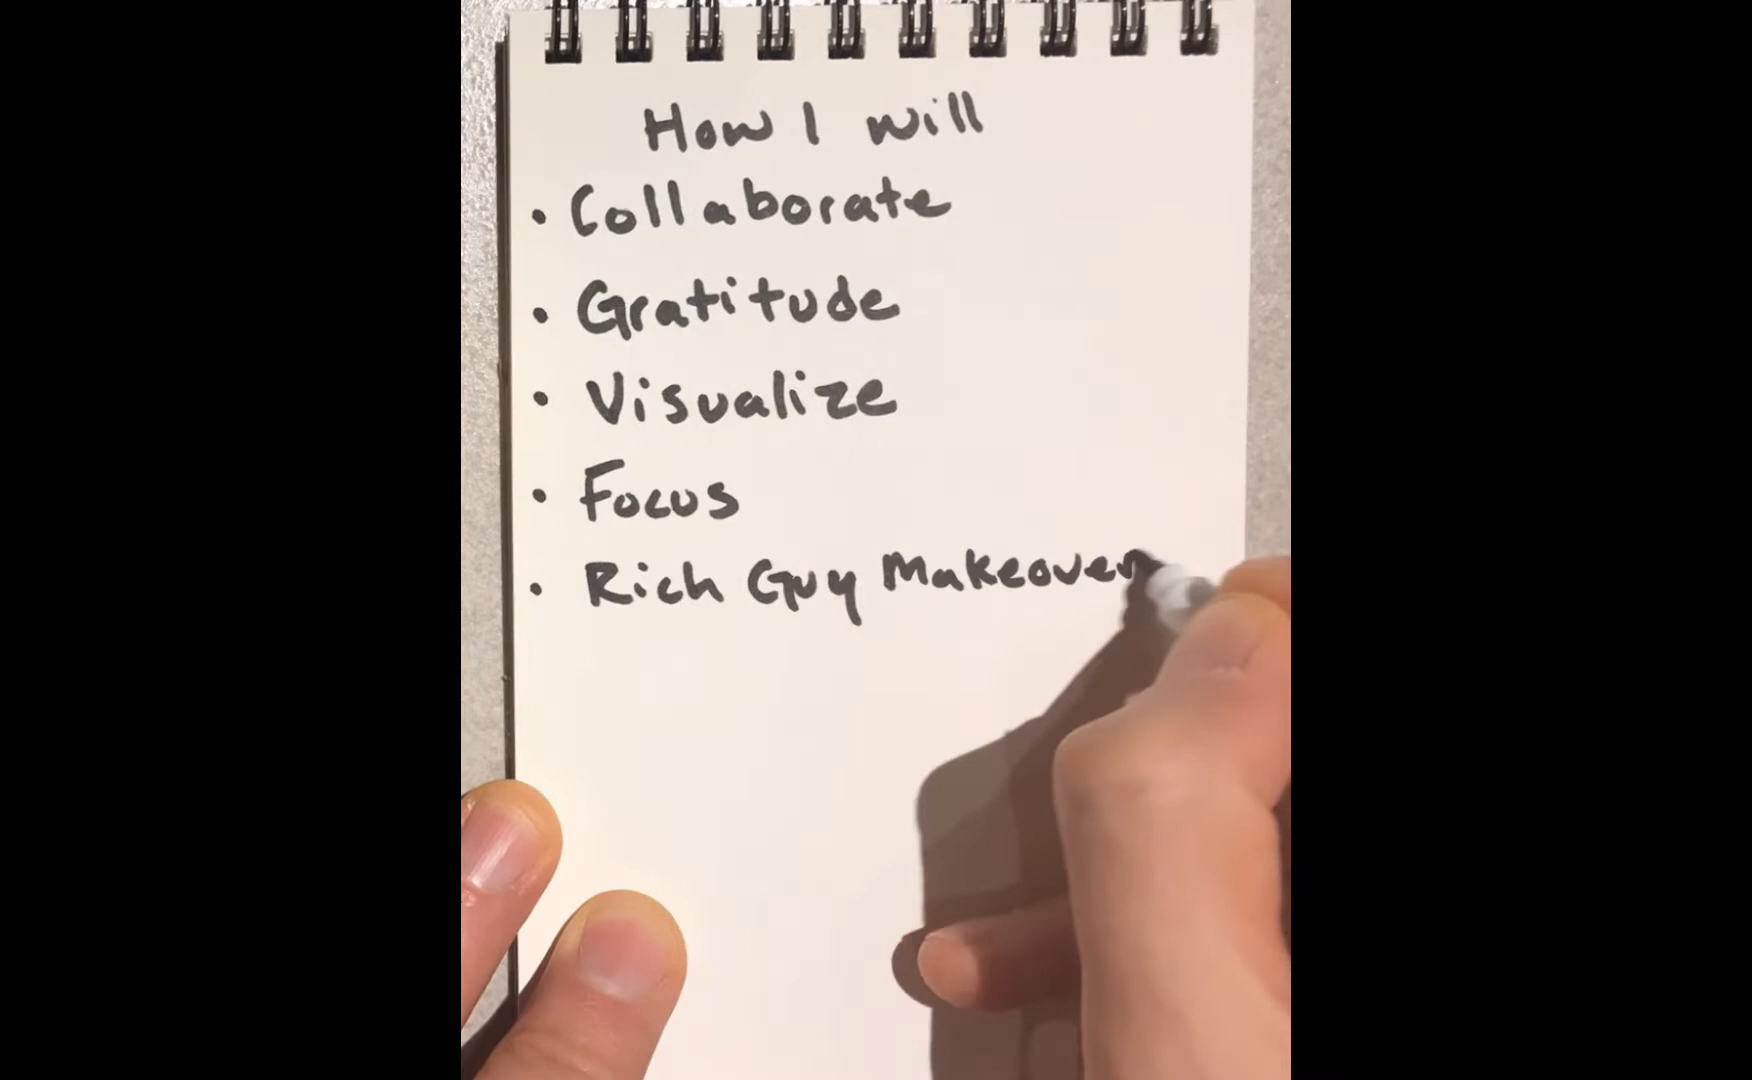 How I will
• Collaborate
• Gratitude
• Visualize
• Focus
• Rich Guy Makeover